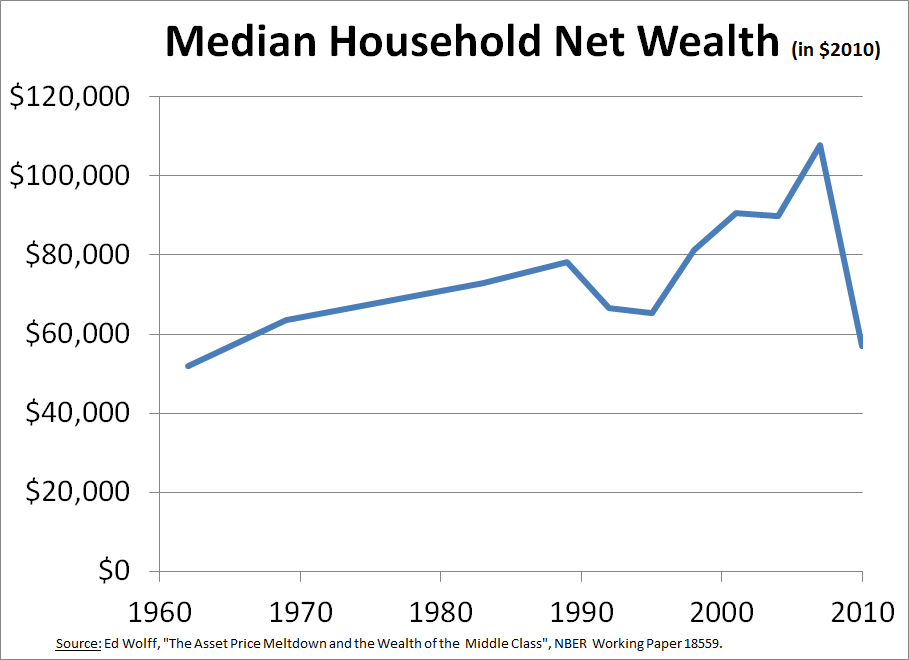 Median Household Net Wealth (in $2010)
$120,000
$100,000
$80,000
$60,000
$40,000
$20,000
$0
1960 1970 1980 1990 2000 2010
Source: Ed Wolff, "The Asset Price Meltdown and the Wealth of the Middle Class", NBER Working Paper 18559.